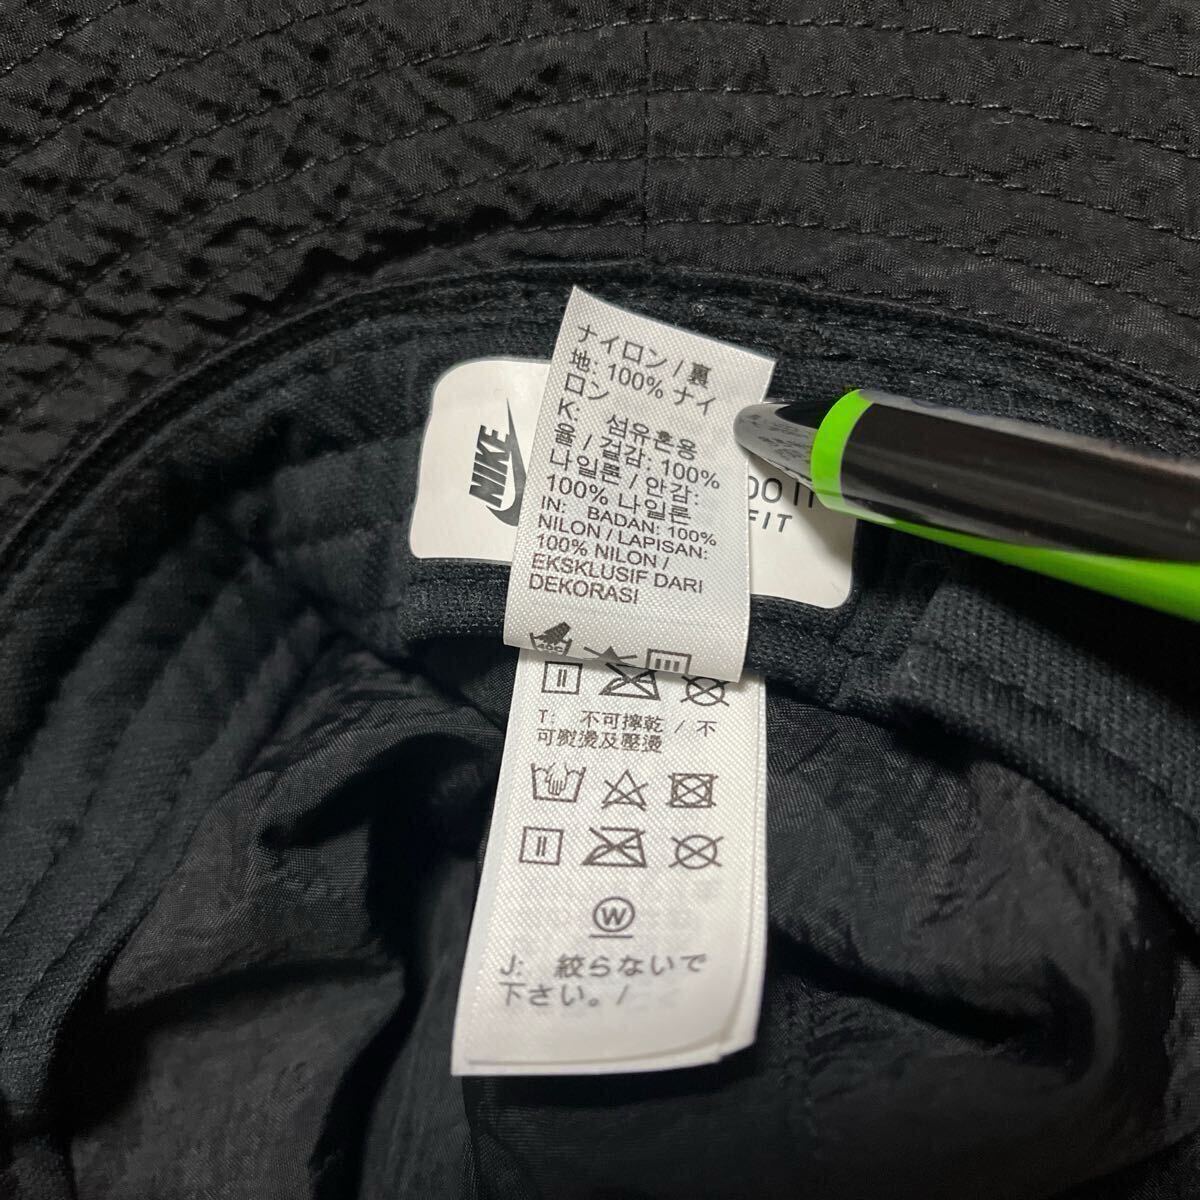 ナイロン / 裏
地: 100% ナイ
ロン
K: 섬유혼용
율 / 겉감: 100%
나일론 / 안감:
100% 나일론
IN: BADAN: 100%
NILON / LAPISAN:
100% NILON /
EKSKLUSIF DARI
DEKORASI
NIKE
FIT
T: 不可擰乾 / 不
可熨燙及壓燙
W
J: 絞らないで
下さい。/